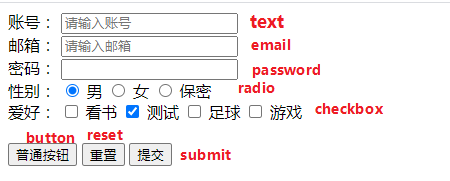 账号： 请输入账号 text
邮箱： 请输入邮箱 email
密码： password
性别： 男 女 保密 radio
爱好： 看书 测试 足球 游戏 checkbox
button reset
普通按钮 重置 提交 submit